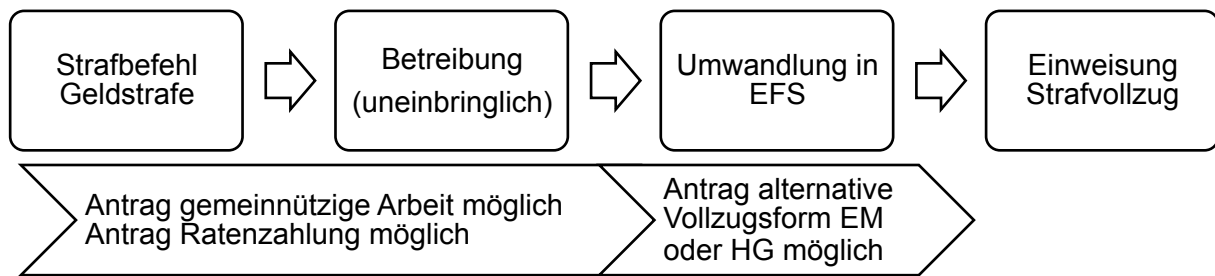 Strafbefehl
Geldstrafe
Betreibung
(uneinbringlich)
Umwandlung in
EFS
Einweisung
Strafvollzug
Antrag gemeinnützige Arbeit möglich
Antrag Ratenzahlung möglich
Antrag alternative
Vollzugsform EM
oder HG möglich